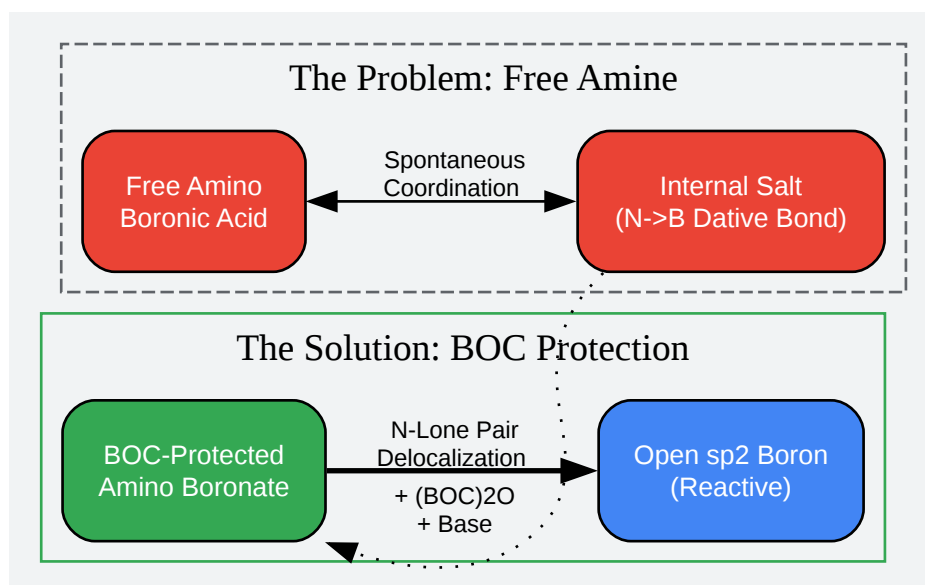 The Problem: Free Amine
Free Amino
Boronic Acid
Spontaneous
Coordination
Internal Salt
(N->B Dative Bond)
The Solution: BOC Protection
BOC-Protected
Amino Boronate
N-Lone Pair
Delocalization
+ (BOC)2O
+ Base
Open sp2 Boron
(Reactive)